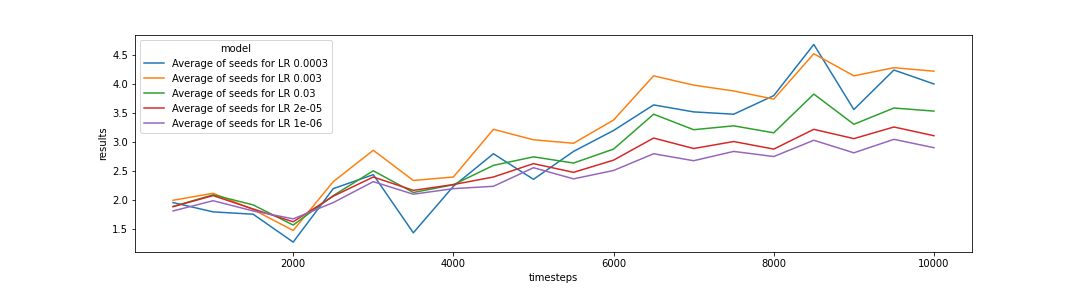 model
Average of seeds for LR 0.0003
Average of seeds for LR 0.003
Average of seeds for LR 0.03
Average of seeds for LR 2e-05
Average of seeds for LR 1e-06
4.5
4.0
3.5
3.0
2.5
2.0
1.5
results
2000 4000 6000 8000 10000
timesteps